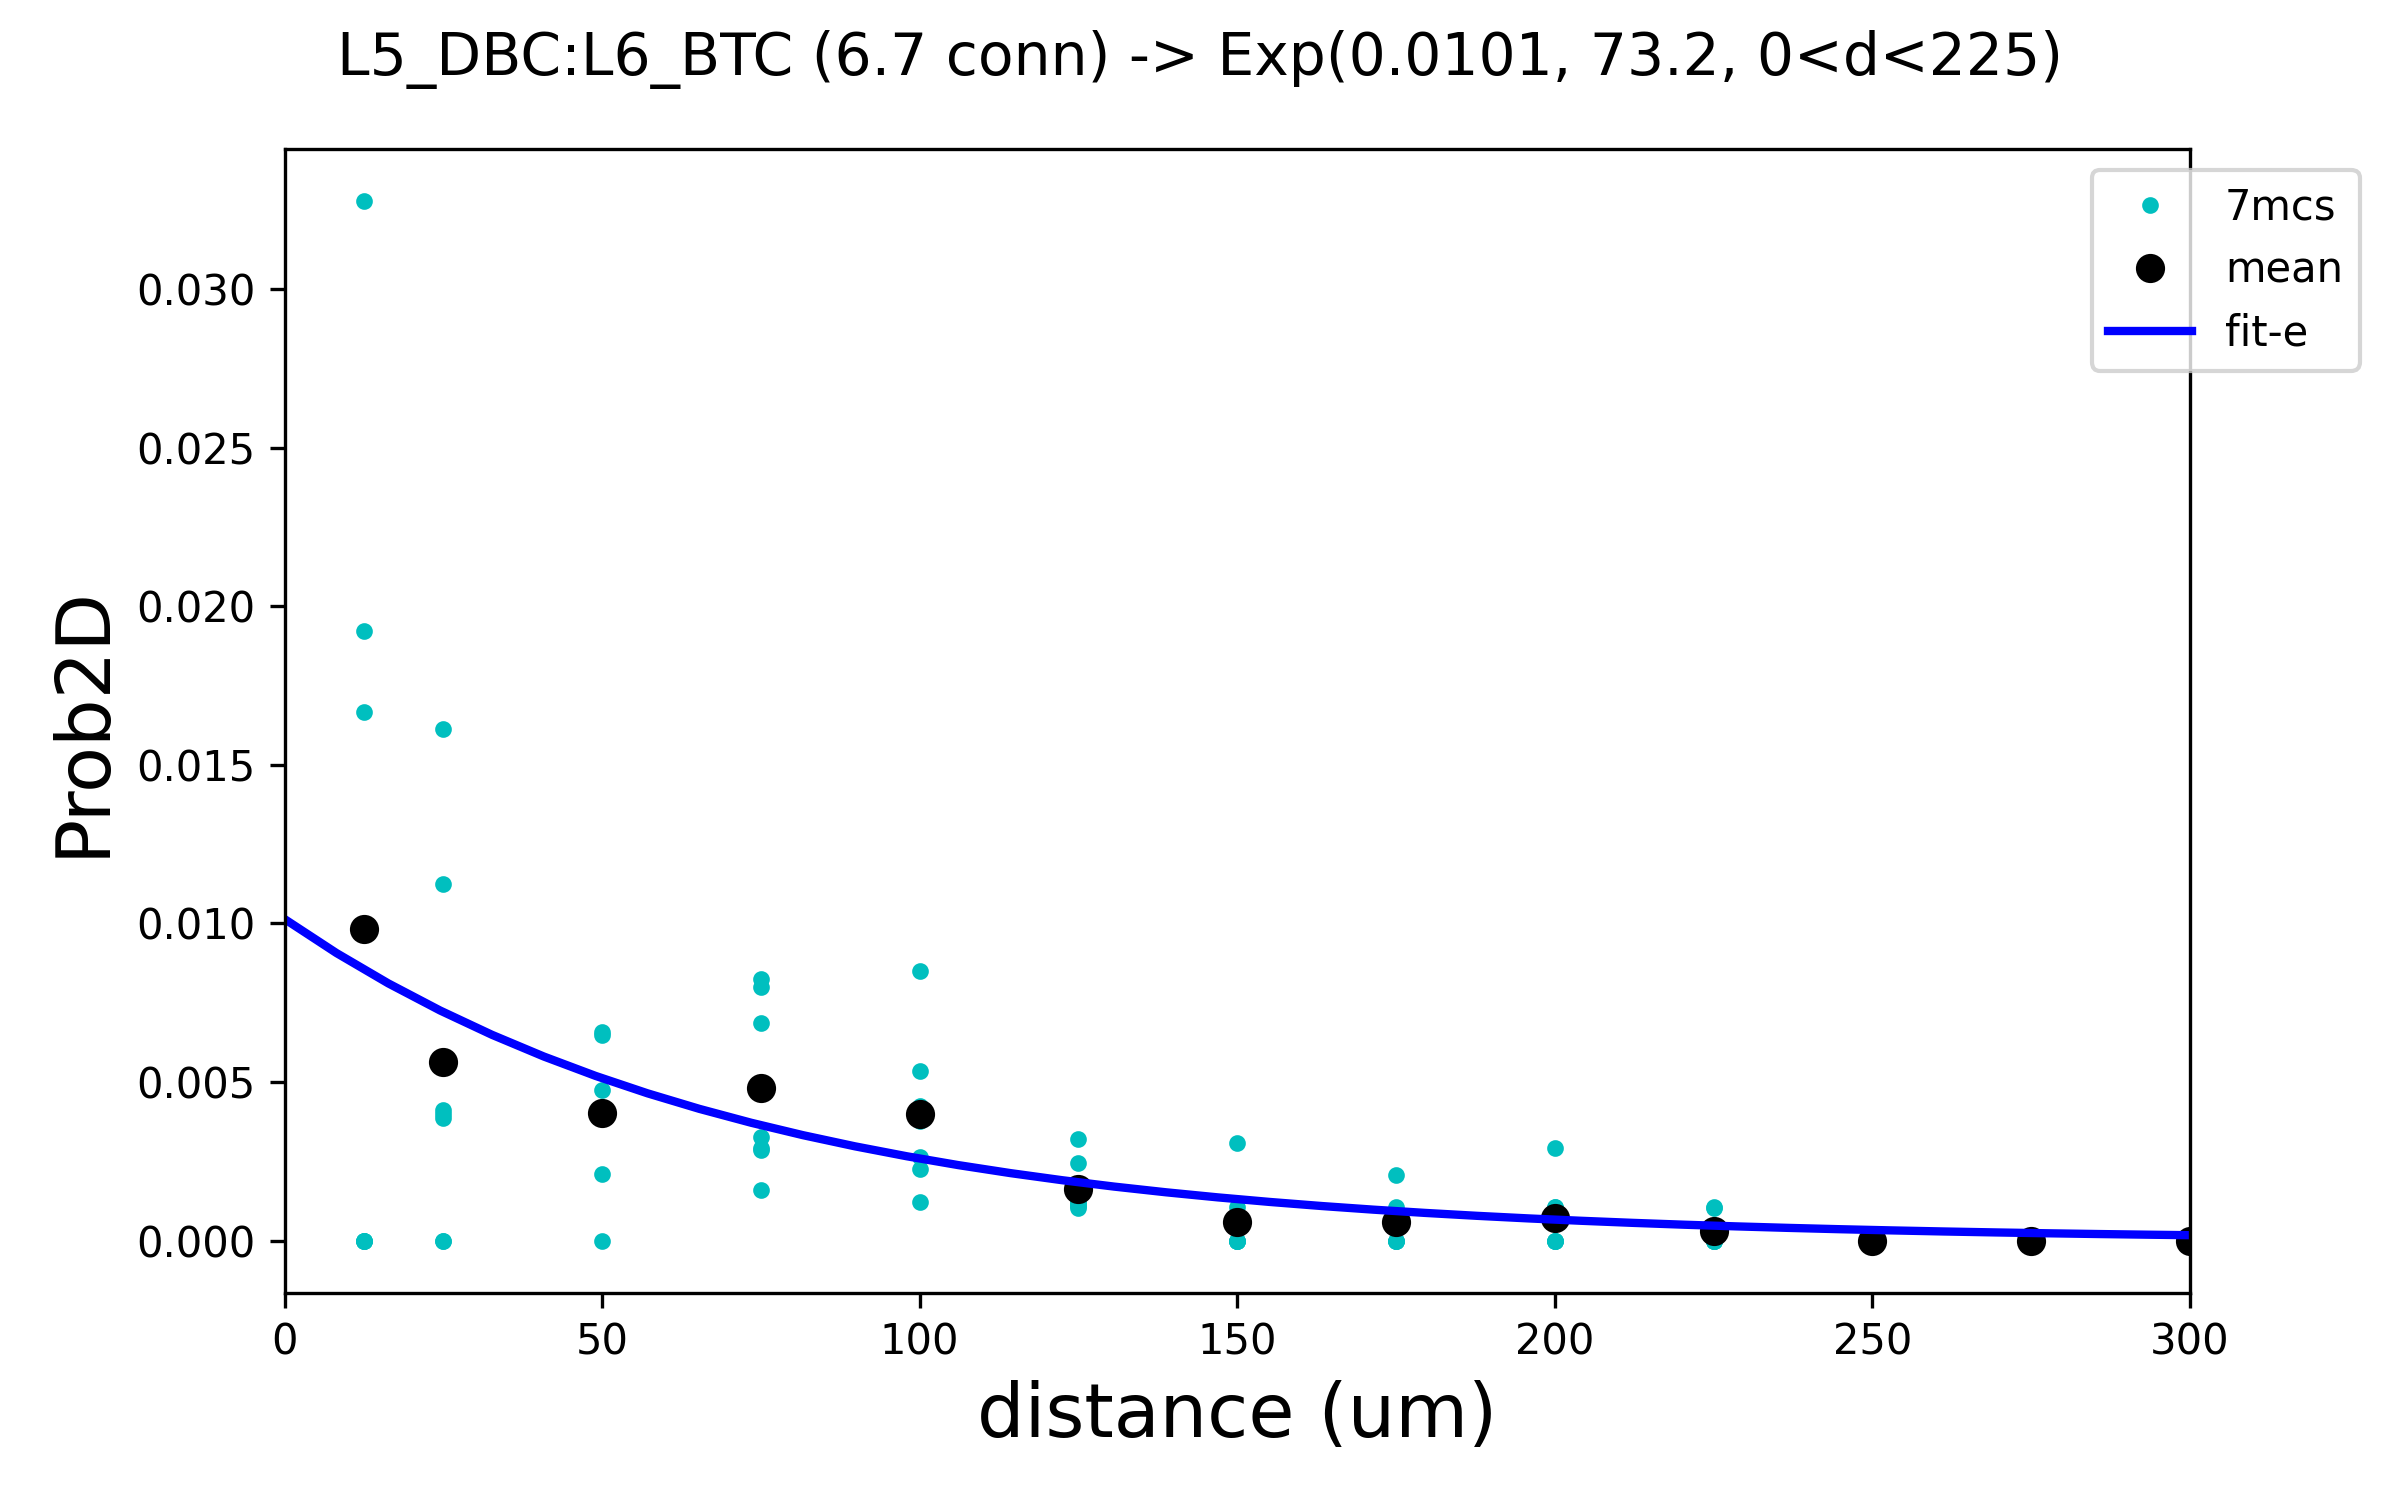 L5_DBC:L6_BTC (6.7 conn) -> Exp(0.0101, 73.2, 0<d<225)
7mcs
mean
fit-e
0.030
0.025
0.020
0.015
0.010
0.005
0.000
Prob2D
0 50 100 150 200 250 300
distance (um)